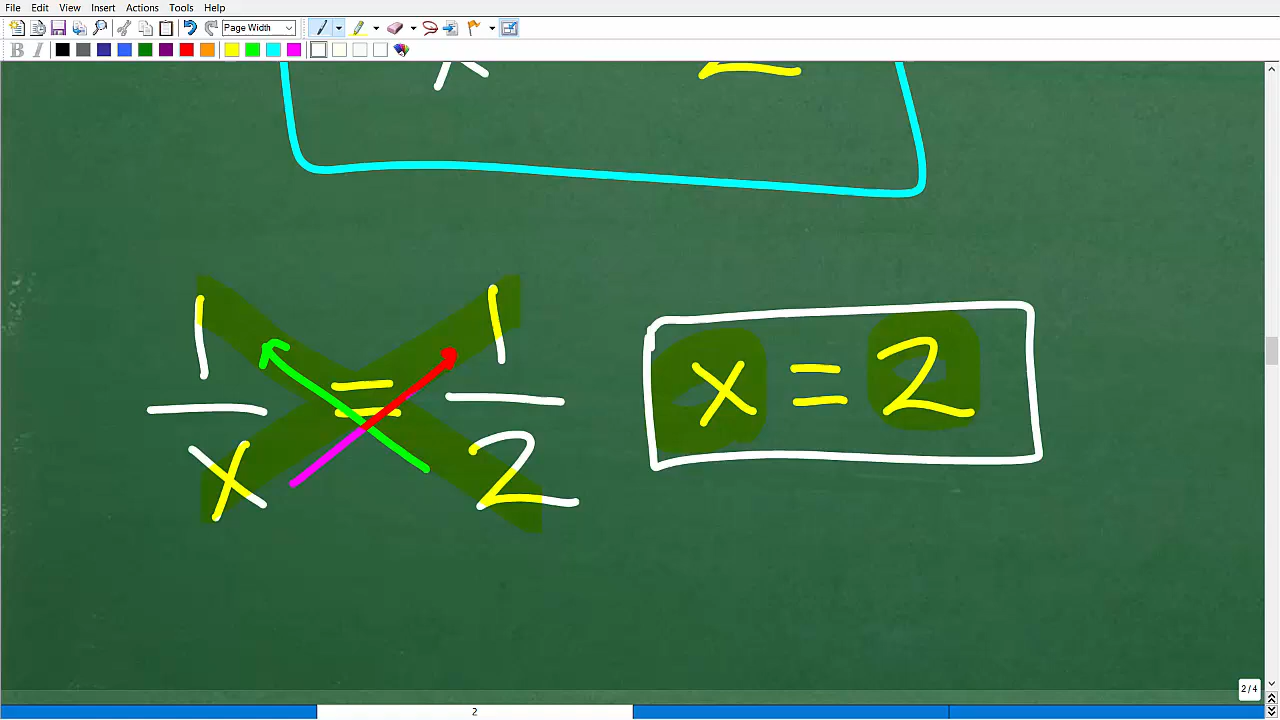 File Edit View Insert Actions Tools Help
Page Width
B I
1/x = 1/2
x = 2
2/4
2